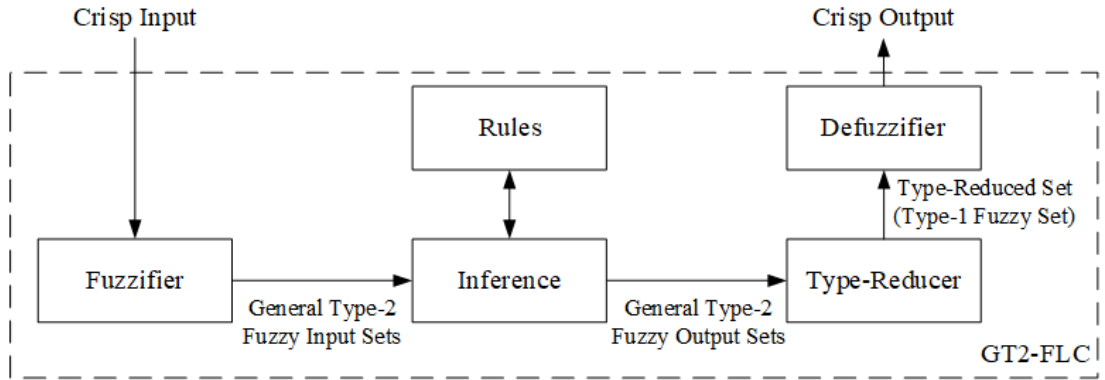 Crisp Input
Crisp Output
Rules
Defuzzifier
Type-Reduced Set
(Type-1 Fuzzy Set)
Fuzzifier
Inference
Type-Reducer
General Type-2
Fuzzy Input Sets
General Type-2
Fuzzy Output Sets
GT2-FLC